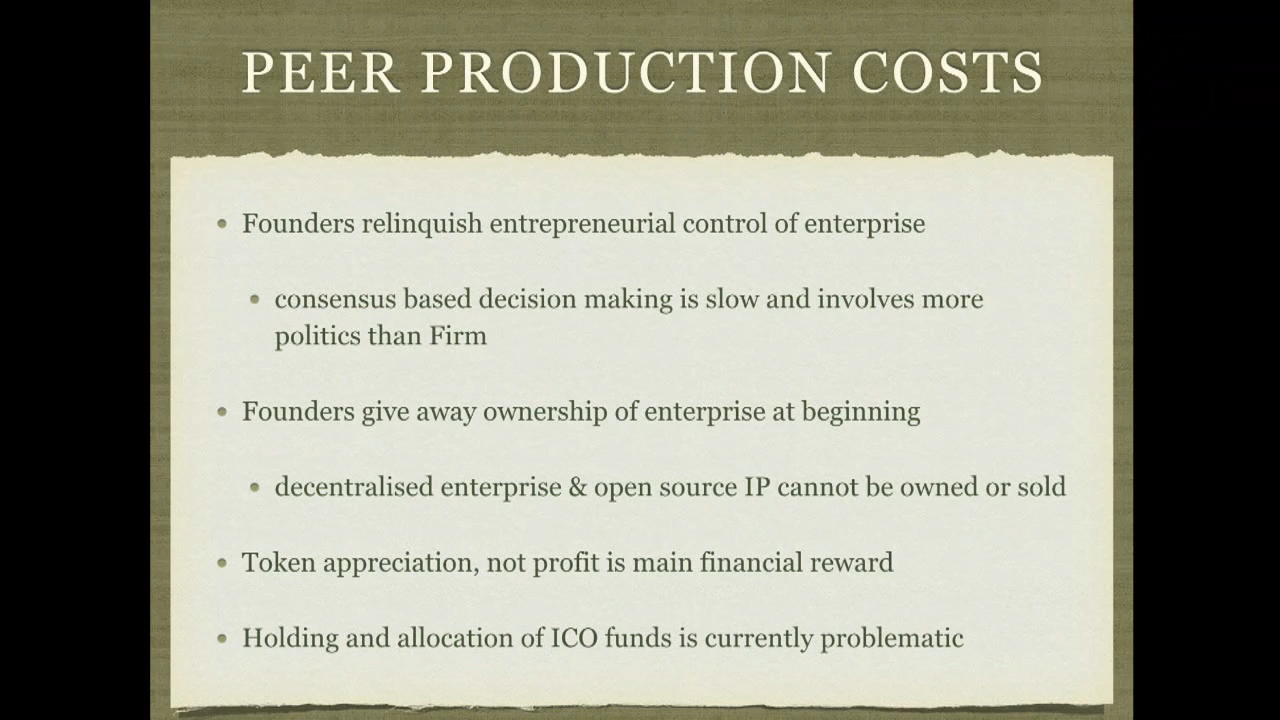 PEER PRODUCTION COSTS
• Founders relinquish entrepreneurial control of enterprise
• consensus based decision making is slow and involves more
politics than Firm
• Founders give away ownership of enterprise at beginning
• decentralised enterprise & open source IP cannot be owned or sold
• Token appreciation, not profit is main financial reward
• Holding and allocation of ICO funds is currently problematic